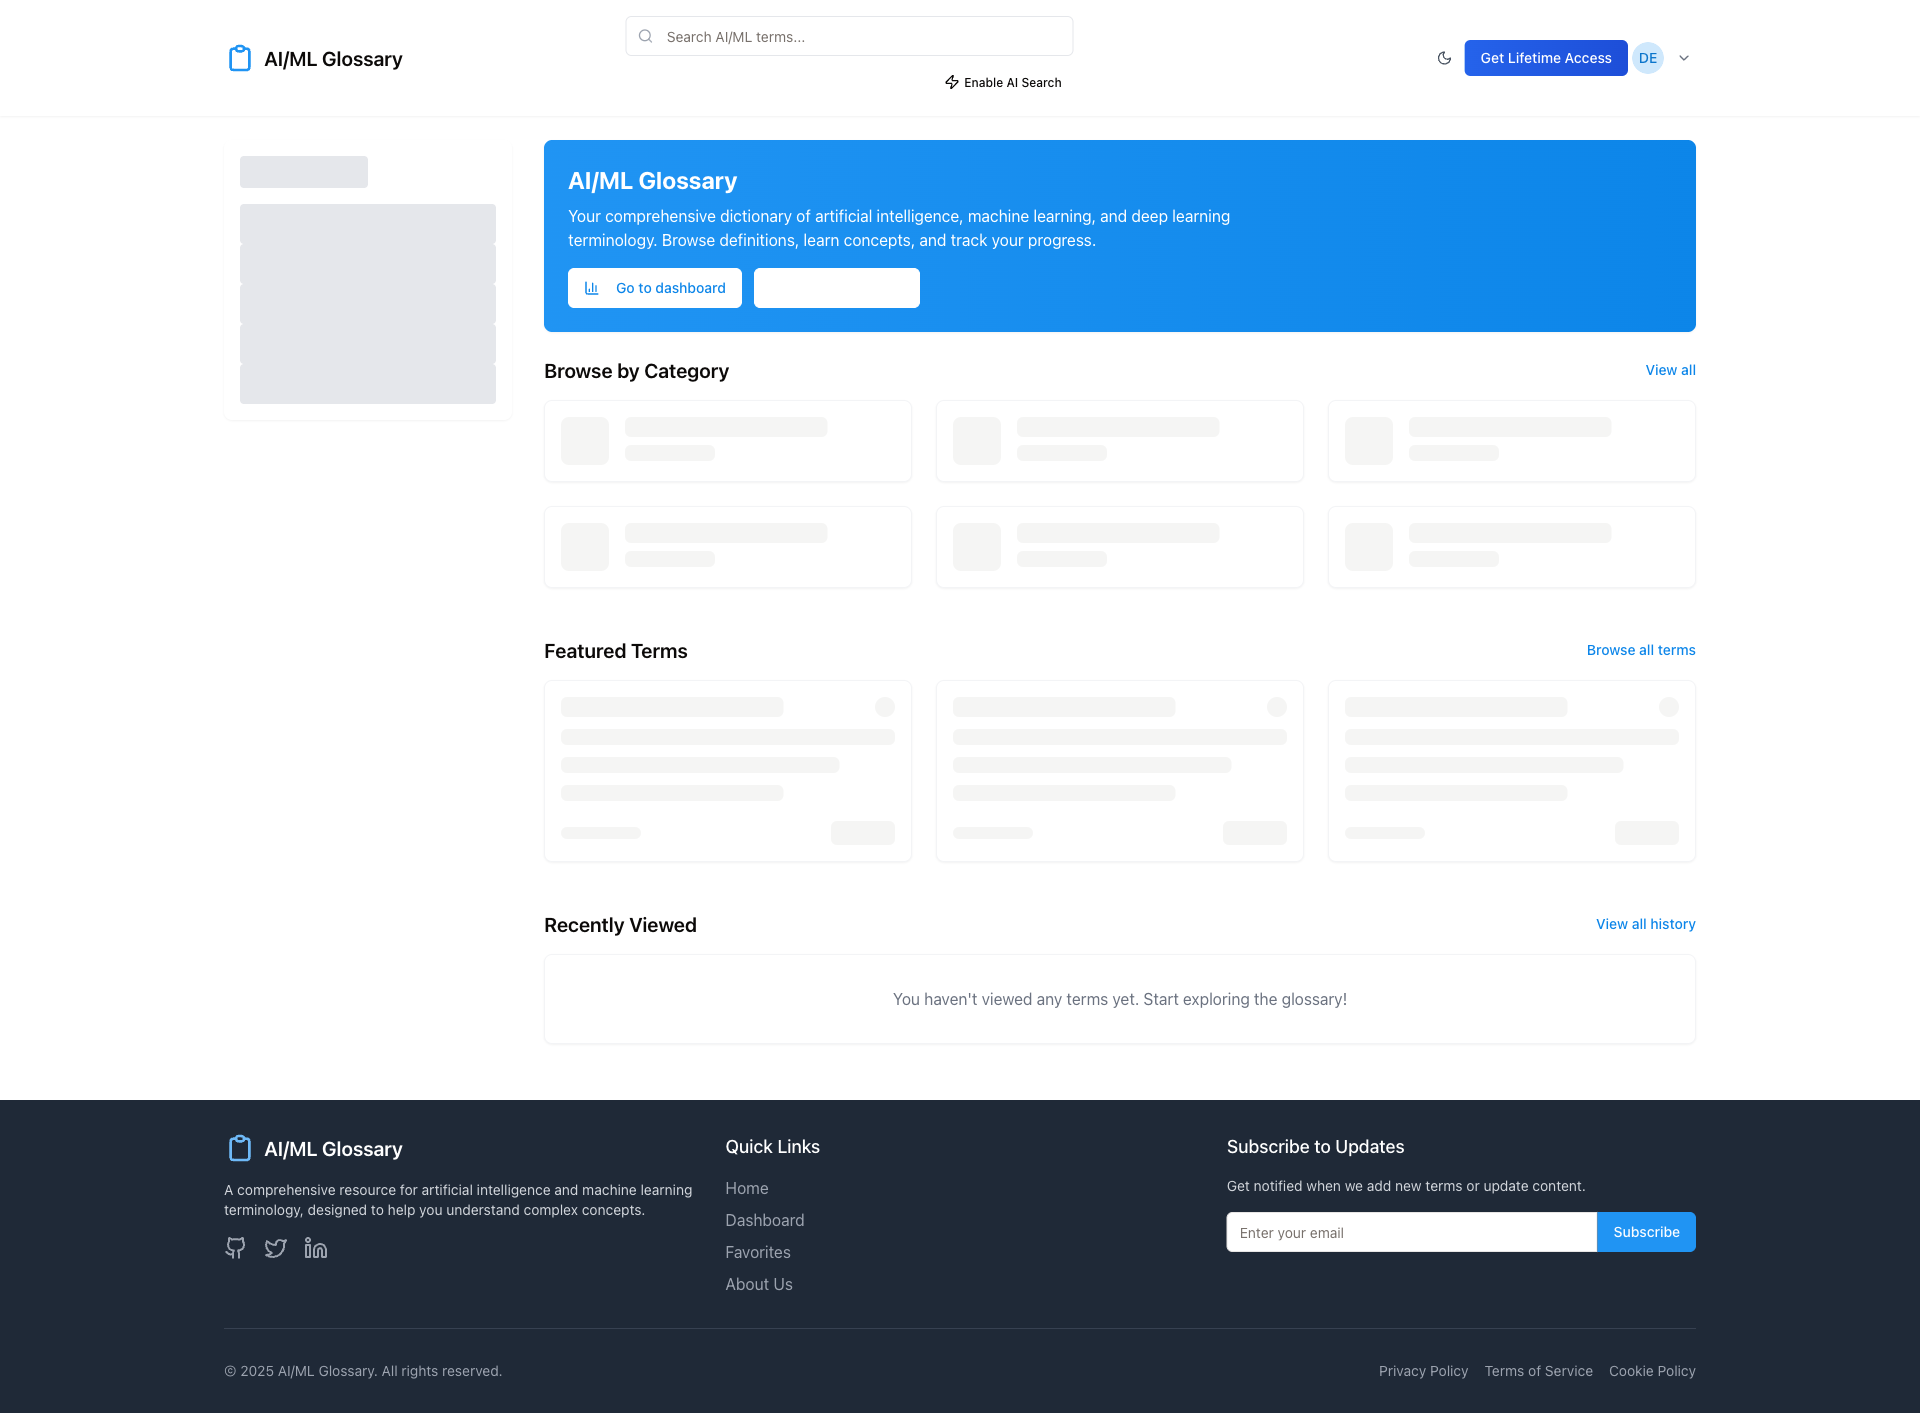 AI/ML Glossary
Search AI/ML terms...
Enable AI Search
Get Lifetime Access
DE
AI/ML Glossary
Your comprehensive dictionary of artificial intelligence, machine learning, and deep learning
terminology. Browse definitions, learn concepts, and track your progress.
Go to dashboard
Browse by Category
View all
Featured Terms
Browse all terms
Recently Viewed
View all history
You haven't viewed any terms yet. Start exploring the glossary!
AI/ML Glossary
A comprehensive resource for artificial intelligence and machine learning
terminology, designed to help you understand complex concepts.
Quick Links
Home
Dashboard
Favorites
About Us
Subscribe to Updates
Get notified when we add new terms or update content.
Enter your email
Subscribe
© 2025 AI/ML Glossary. All rights reserved.
Privacy Policy
Terms of Service
Cookie Policy